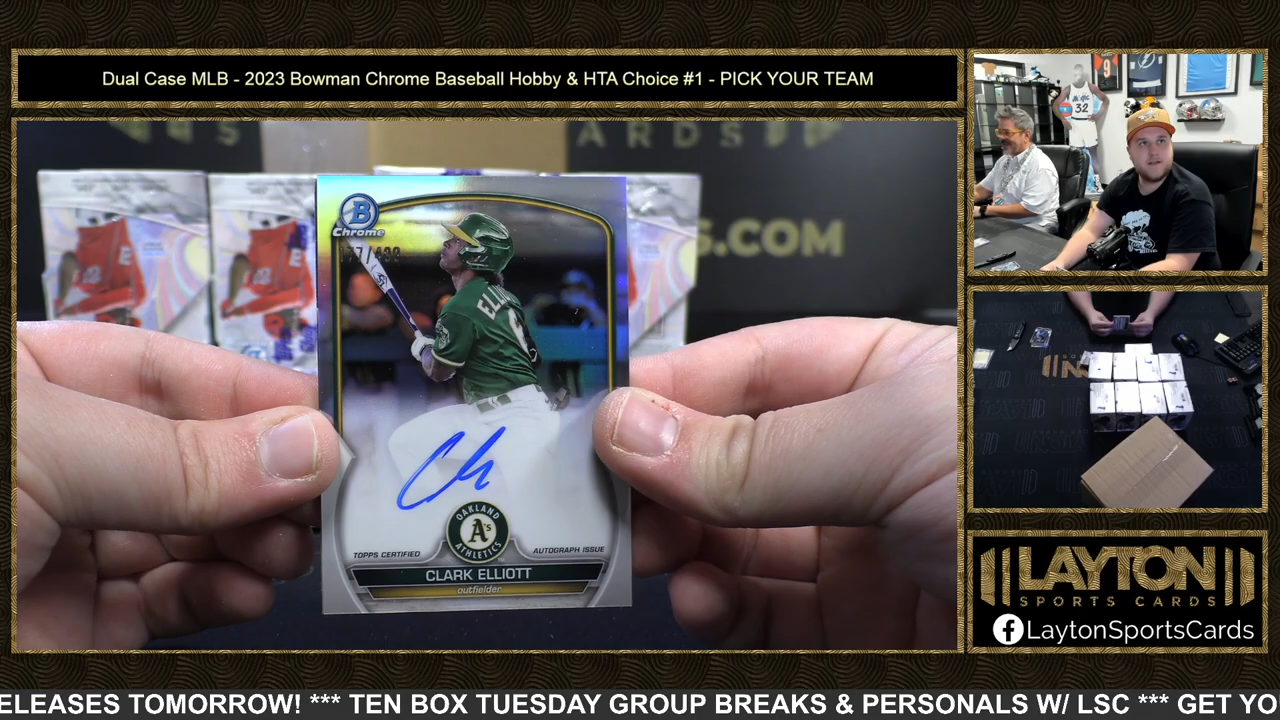 Dual Case MLB - 2023 Bowman Chrome Baseball Hobby & HTA Choice #1 - PICK YOUR TEAM
CARDS
S.COM
B
Chrome
OAKLAND
A's
ATHLETICS
TOPPS CERTIFIED
AUTOGRAPH ISSUE
CLARK ELLIOTT
outfielder
32
9
LAYTON
SPORTS CARDS
LaytonSportsCards
ELEASES TOMORROW! *** TEN BOX TUESDAY GROUP BREAKS & PERSONALS W/ LSC *** GET YO